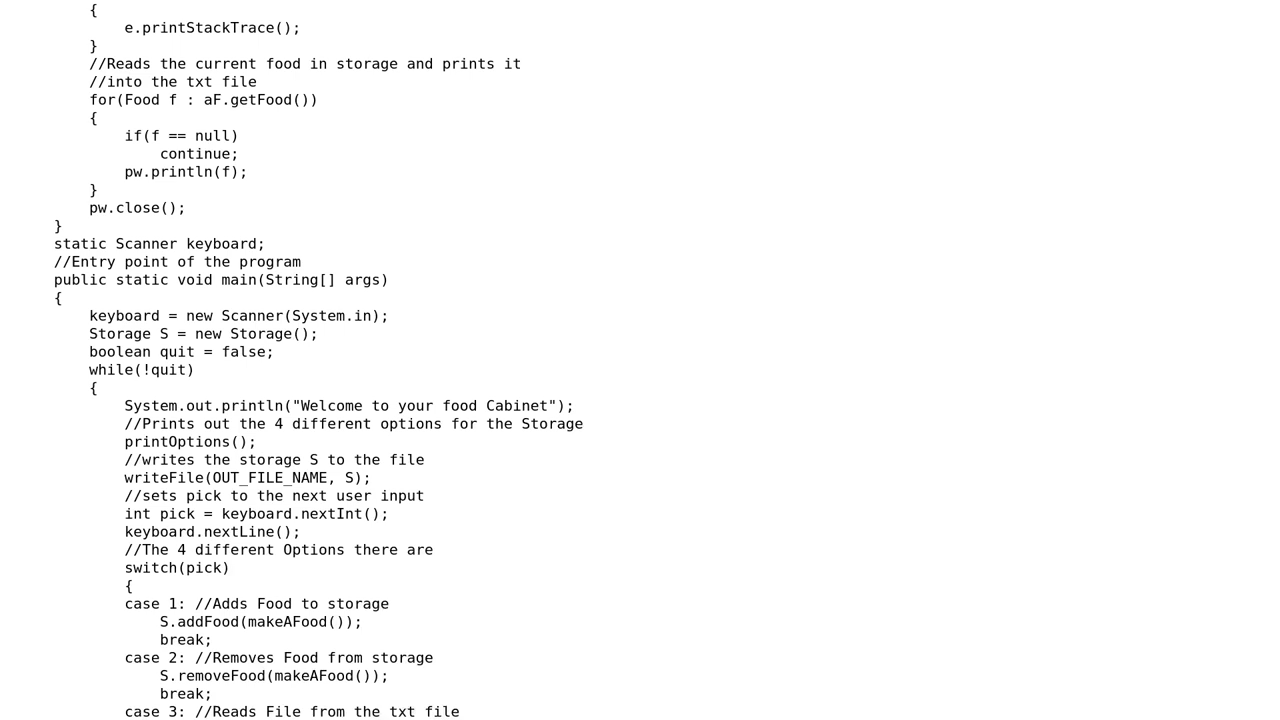 {
e.printStackTrace();
}
//Reads the current food in storage and prints it
//into the txt file
for(Food f : aF.getFood())
{
if(f == null)
continue;
pw.println(f);
}
pw.close();
}
static Scanner keyboard;
//Entry point of the program
public static void main(String[] args)
{
keyboard = new Scanner(System.in);
Storage S = new Storage();
boolean quit = false;
while(!quit)
{
System.out.println("Welcome to your food Cabinet");
//Prints out the 4 different options for the Storage
printOptions();
//writes the storage S to the file
writeFile(OUT_FILE_NAME, S);
//sets pick to the next user input
int pick = keyboard.nextInt();
keyboard.nextLine();
//The 4 different Options there are
switch(pick)
{
case 1: //Adds Food to storage
S.addFood(makeAFood());
break;
case 2: //Removes Food from storage
S.removeFood(makeAFood());
break;
case 3: //Reads File from the txt file